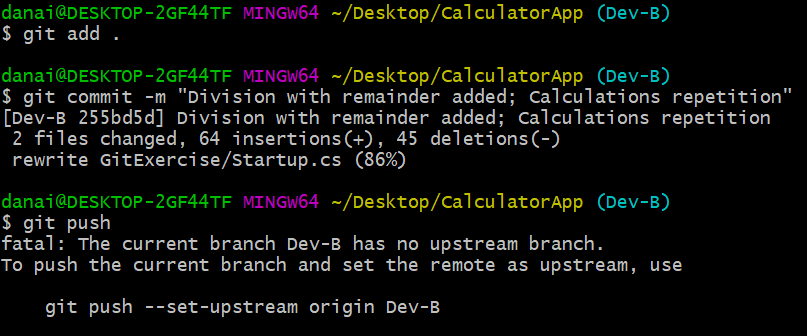 danai@DESKTOP-2GF44TF MINGW64 ~/Desktop/CalculatorApp (Dev-B)
$ git add .
danai@DESKTOP-2GF44TF MINGW64 ~/Desktop/CalculatorApp (Dev-B)
$ git commit -m "Division with remainder added; Calculations repetition"
[Dev-B 255bd5d] Division with remainder added; Calculations repetition
2 files changed, 64 insertions(+), 45 deletions(-)
rewrite GitExercise/Startup.cs (86%)
danai@DESKTOP-2GF44TF MINGW64 ~/Desktop/CalculatorApp (Dev-B)
$ git push
fatal: The current branch Dev-B has no upstream branch.
To push the current branch and set the remote as upstream, use
git push --set-upstream origin Dev-B